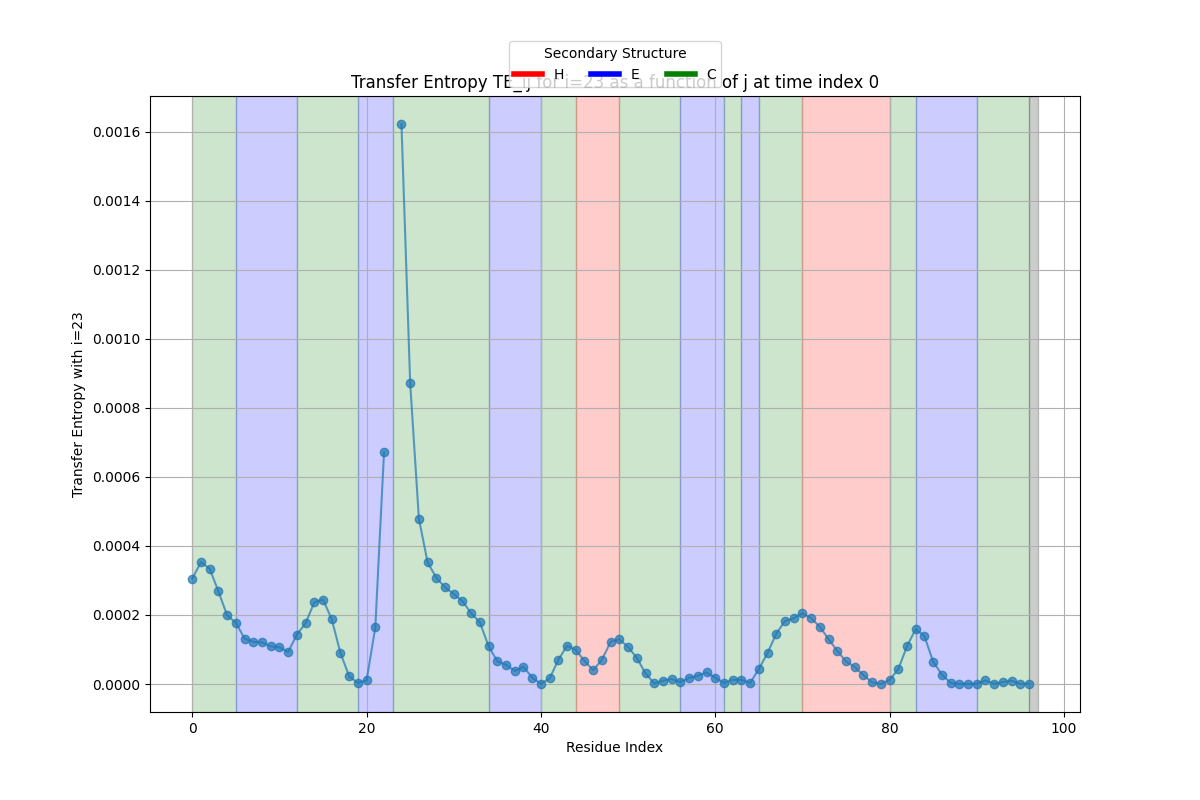 Secondary Structure
H E C
Transfer Entropy TE_ij for i=23 as a function of j at time index 0
0.0016
0.0014
0.0012
0.0010
0.0008
0.0006
0.0004
0.0002
0.0000
Transfer Entropy with i=23
0 20 40 60 80 100
Residue Index